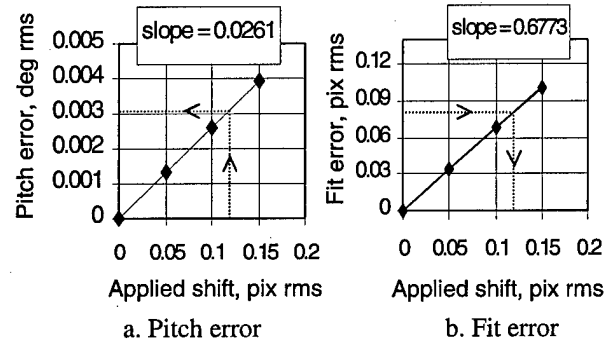 slope = 0.0261
Pitch error, deg rms
0.005
0.004
0.003
0.002
0.001
0
0 0.05 0.1 0.15 0.2
Applied shift, pix rms
a. Pitch error
slope = 0.6773
Fit error, pix rms
0.12
0.09
0.06
0.03
0
0 0.05 0.1 0.15 0.2
Applied shift, pix rms
b. Fit error